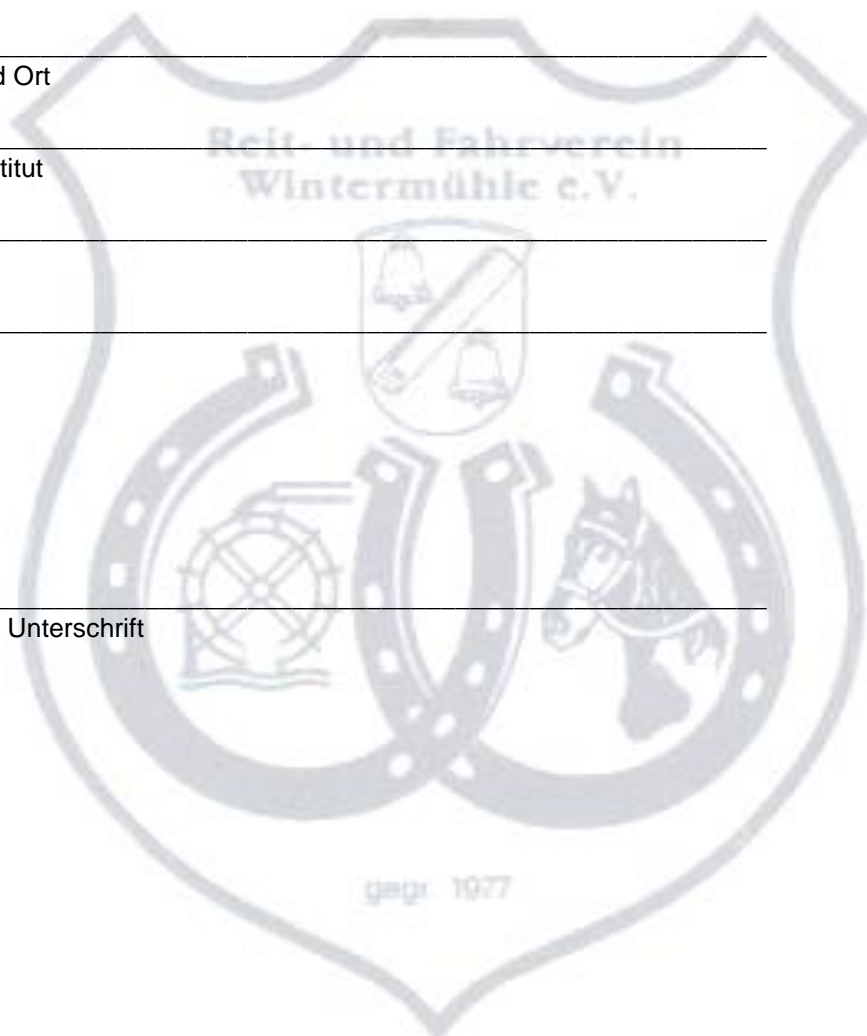 d Ort
Reit- und Fahrverein
titut
Wintermühle e.V.
Unterschrift
gegr. 1977